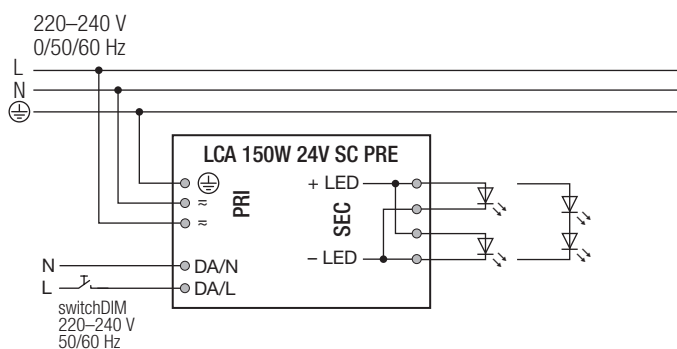 220–240 V
0/50/60 Hz
L
N
LCA 150W 24V SC PRE
PRI
≂
≂
+ LED
SEC
– LED
N
DA/N
L
DA/L
switchDIM
220–240 V
50/60 Hz